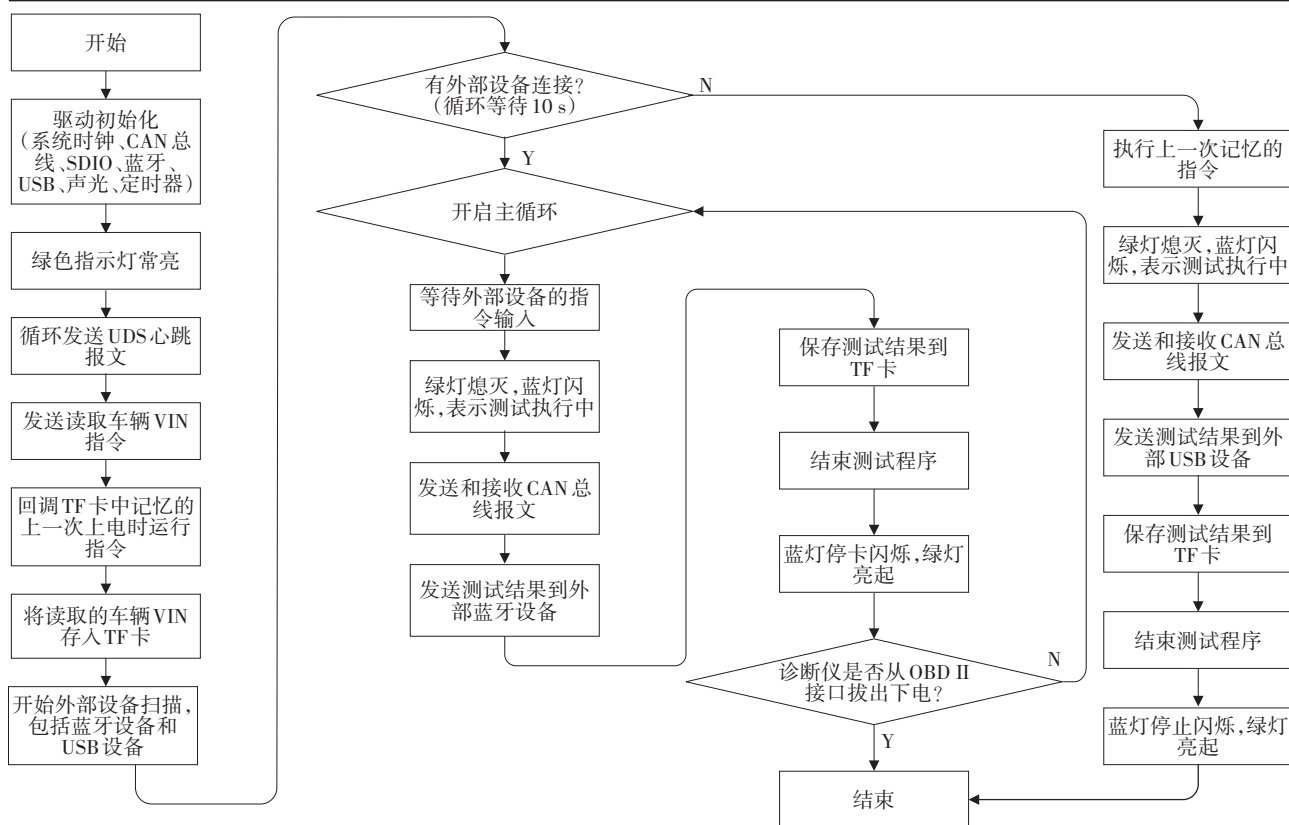 开始
驱动初始化
(系统时钟、CAN总
线、SDIO、蓝牙、
USB、声光、定时器)
绿色指示灯常亮
循环发送UDS心跳
报文
发送读取车辆VIN
指令
回调TF卡中记忆的
上一次上电时运行
指令
将读取的车辆VIN
存入TF卡
开始外部设备扫描,
包括蓝牙设备和
USB设备
有外部设备连接?
(循环等待10 s)
N
Y
开启主循环
等待外部设备的指
令输入
绿灯熄灭,蓝灯闪
烁,表示测试执行中
发送和接收CAN总
线报文
发送测试结果到外
部蓝牙设备
保存测试结果到
TF卡
结束测试程序
蓝灯停卡闪烁,绿灯
亮起
诊断仪是否从OBD II
接口拔出下电?
N
Y
结束
执行上一次记忆的
指令
绿灯熄灭,蓝灯闪
烁,表示测试执行中
发送和接收CAN总
线报文
发送测试结果到外
部USB设备
保存测试结果到
TF卡
结束测试程序
蓝灯停止闪烁,绿灯
亮起